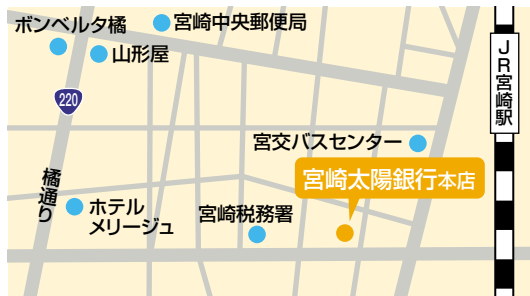 ボンベルタ橘
宮崎中央郵便局
山形屋
JR宮崎駅
220
宮交バスセンター
宮崎太陽銀行本店
橘通り
ホテル
メリージュ
宮崎税務署